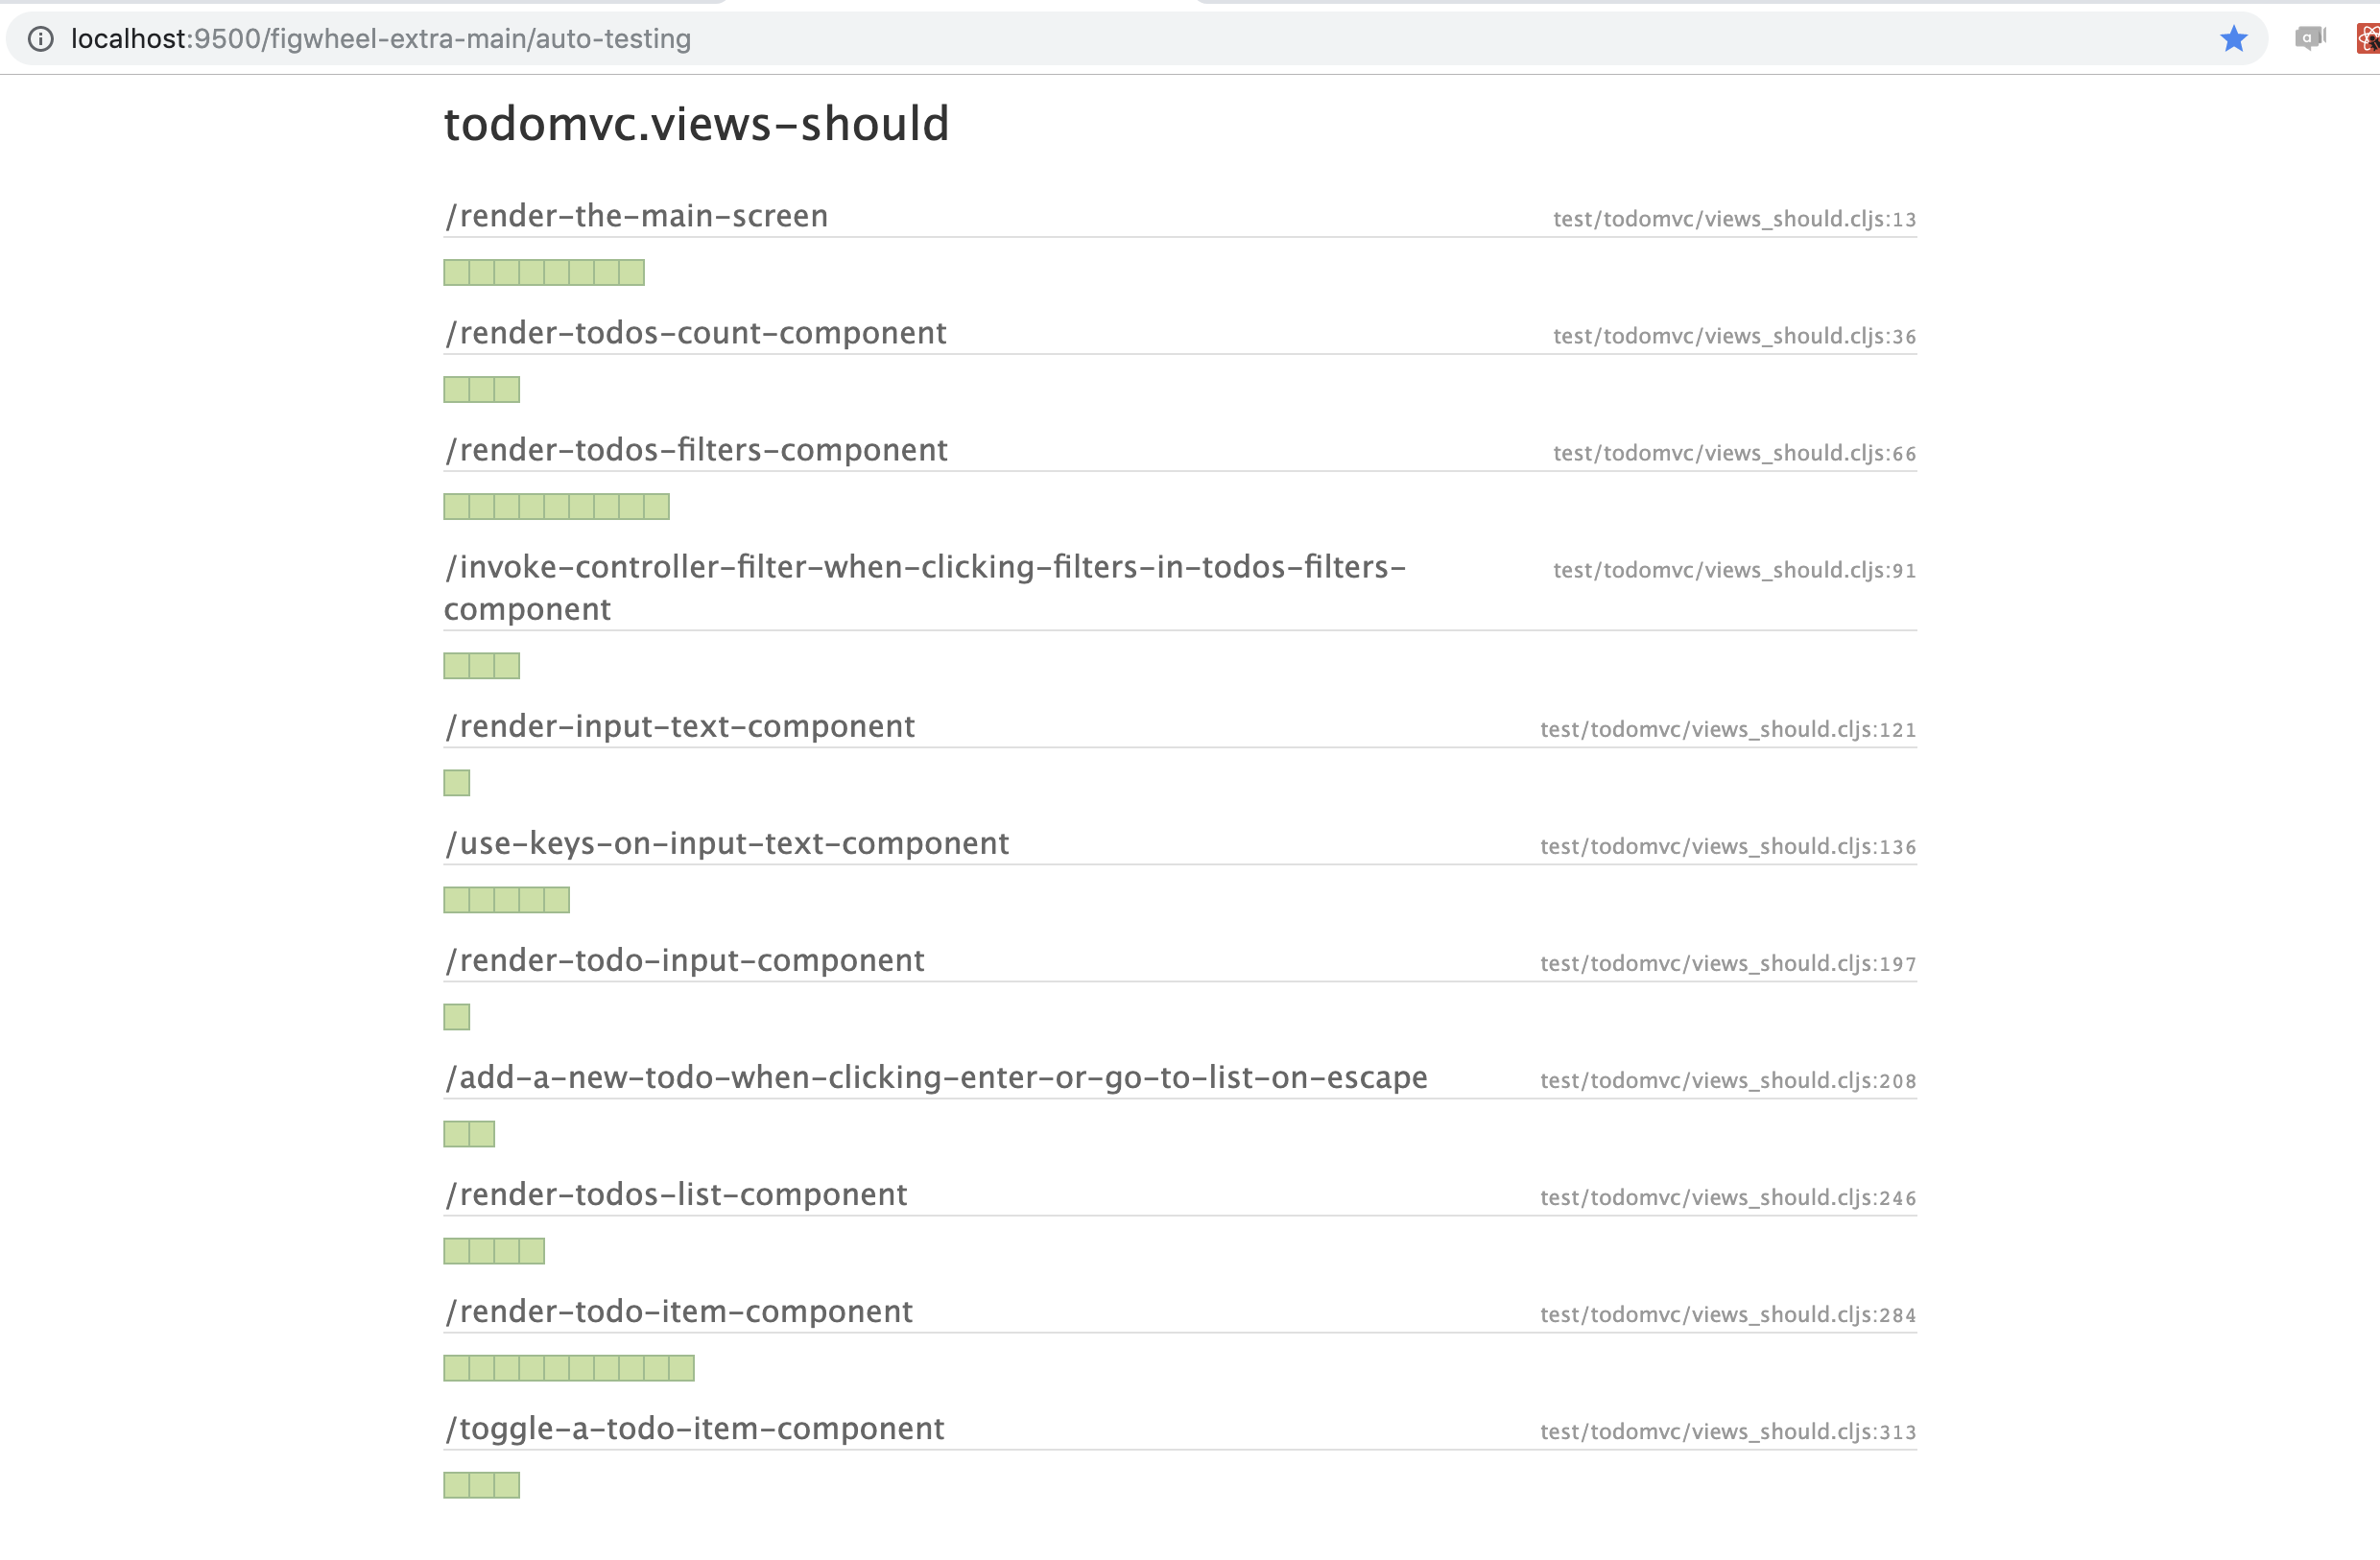 localhost:9500/figwheel-extra-main/auto-testing
a
todomvc.views-should
/render-the-main-screen test/todomvc/views_should.cljs:13
/render-todos-count-component test/todomvc/views_should.cljs:36
/render-todos-filters-component test/todomvc/views_should.cljs:66
/invoke-controller-filter-when-clicking-filters-in-todos-filters- test/todomvc/views_should.cljs:91
component
/render-input-text-component test/todomvc/views_should.cljs:121
/use-keys-on-input-text-component test/todomvc/views_should.cljs:136
/render-todo-input-component test/todomvc/views_should.cljs:197
/add-a-new-todo-when-clicking-enter-or-go-to-list-on-escape test/todomvc/views_should.cljs:208
/render-todos-list-component test/todomvc/views_should.cljs:246
/render-todo-item-component test/todomvc/views_should.cljs:284
/toggle-a-todo-item-component test/todomvc/views_should.cljs:313